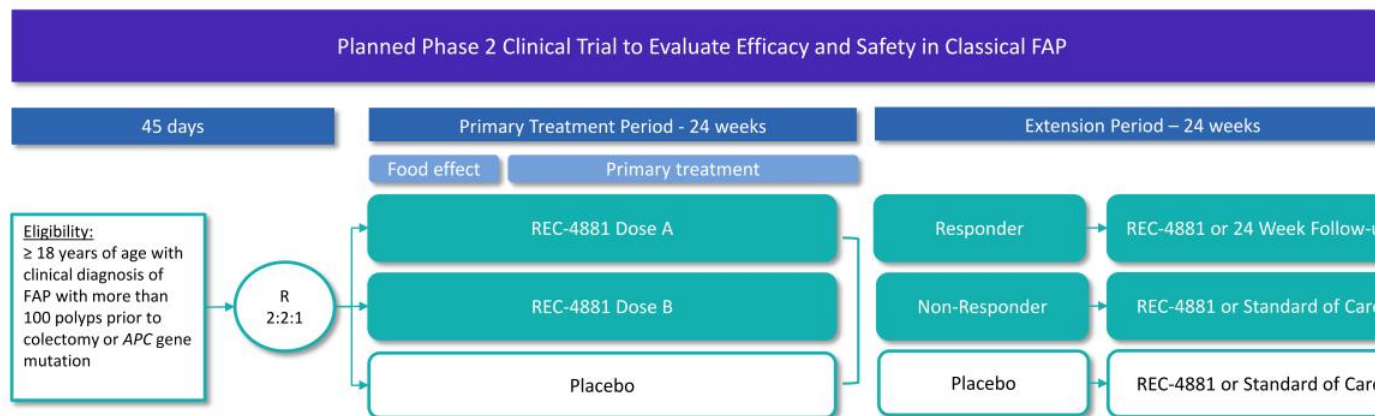 Planned Phase 2 Clinical Trial to Evaluate Efficacy and Safety in Classical FAP
45 days
Primary Treatment Period - 24 weeks
Extension Period – 24 weeks
Food effect
Primary treatment
Eligibility:
≥ 18 years of age with
clinical diagnosis of
FAP with more than
100 polyps prior to
colectomy or APC gene
mutation
R
2:2:1
REC-4881 Dose A
REC-4881 Dose B
Placebo
Responder
REC-4881 or 24 Week Follow-u
Non-Responder
REC-4881 or Standard of Car
Placebo
REC-4881 or Standard of Car